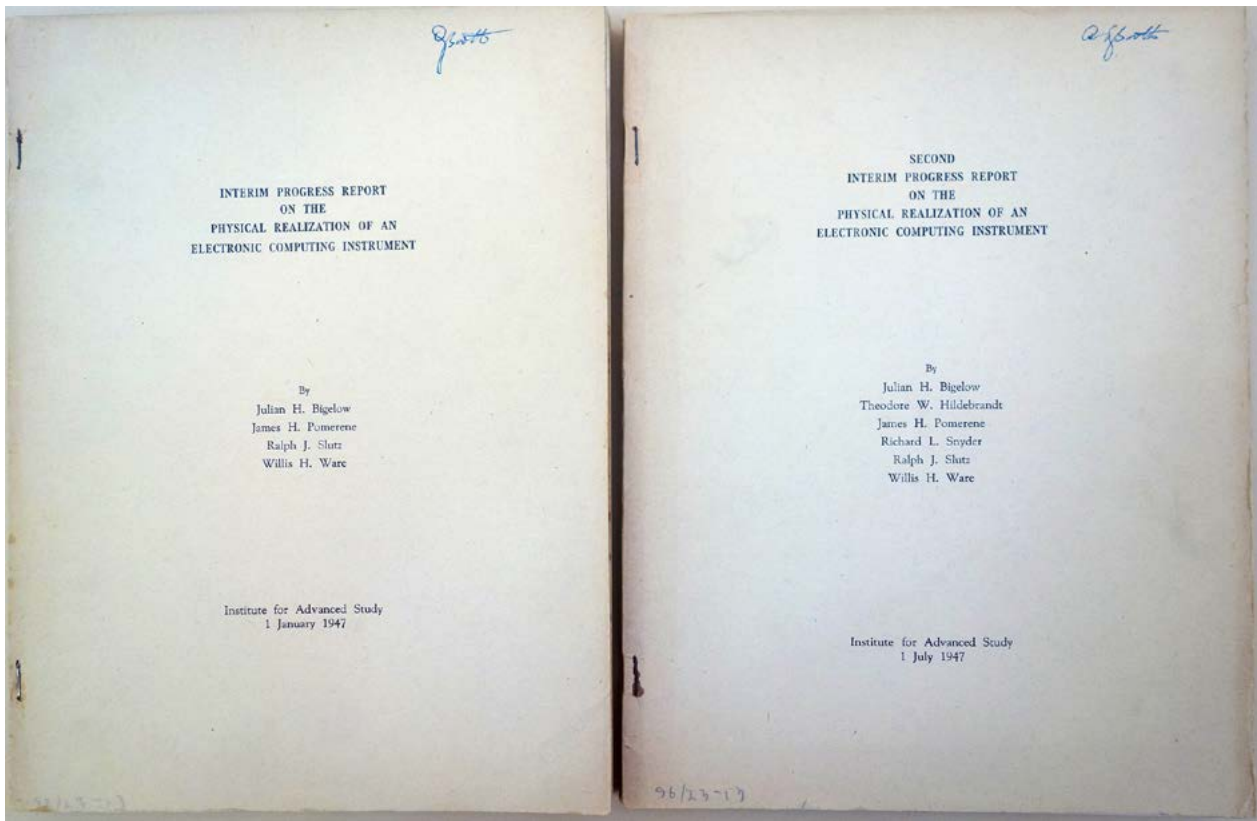 INTERIM PROGRESS REPORT
ON THE
PHYSICAL REALIZATION OF AN
ELECTRONIC COMPUTING INSTRUMENT
By
Julian H. Bigelow
James H. Pomerene
Ralph J. Slutz
Willis H. Ware
Institute for Advanced Study
1 January 1947
SECOND
INTERIM PROGRESS REPORT
ON THE
PHYSICAL REALIZATION OF AN
ELECTRONIC COMPUTING INSTRUMENT
By
Julian H. Bigelow
Theodore W. Hildebrandt
James H. Pomerene
Richard L. Snyder
Ralph J. Slutz
Willis H. Ware
Institute for Advanced Study
1 July 1947
96/23-19